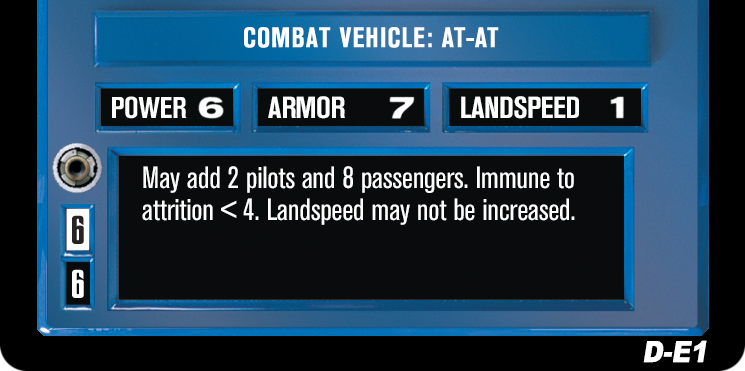 COMBAT VEHICLE: AT-AT
POWER 6 ARMOR 7 LANDSPEED 1
May add 2 pilots and 8 passengers. Immune to
attrition < 4. Landspeed may not be increased.
6
6
D-E1